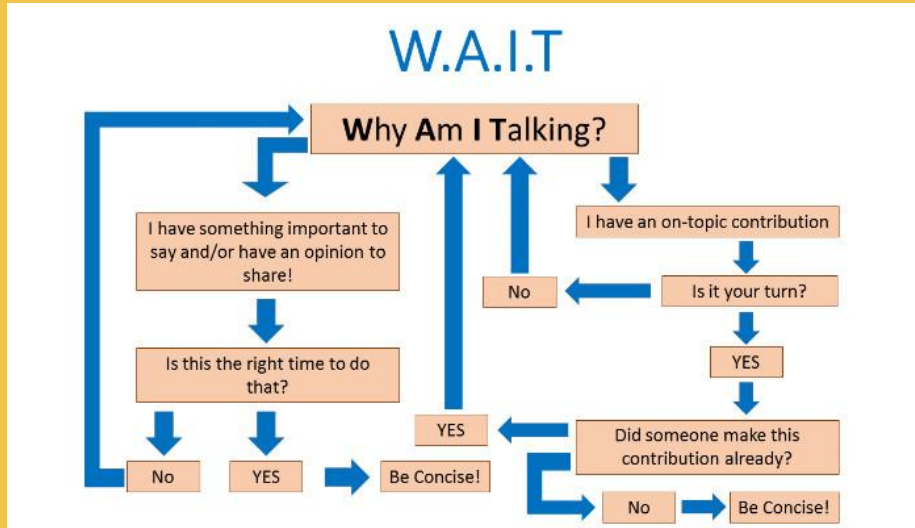 W.A.I.T
Why Am I Talking?
I have something important to
say and/or have an opinion to
share!
Is this the right time to do
that?
No
YES
Be Concise!
I have an on-topic contribution
Is it your turn?
No
YES
Did someone make this
contribution already?
YES
No
Be Concise!